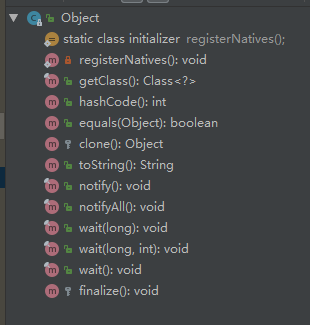 Object
static class initializer registerNatives();
registerNatives(): void
getClass(): Class<?>
hashCode(): int
equals(Object): boolean
clone(): Object
toString(): String
notify(): void
notifyAll(): void
wait(long): void
wait(long, int): void
wait(): void
finalize(): void